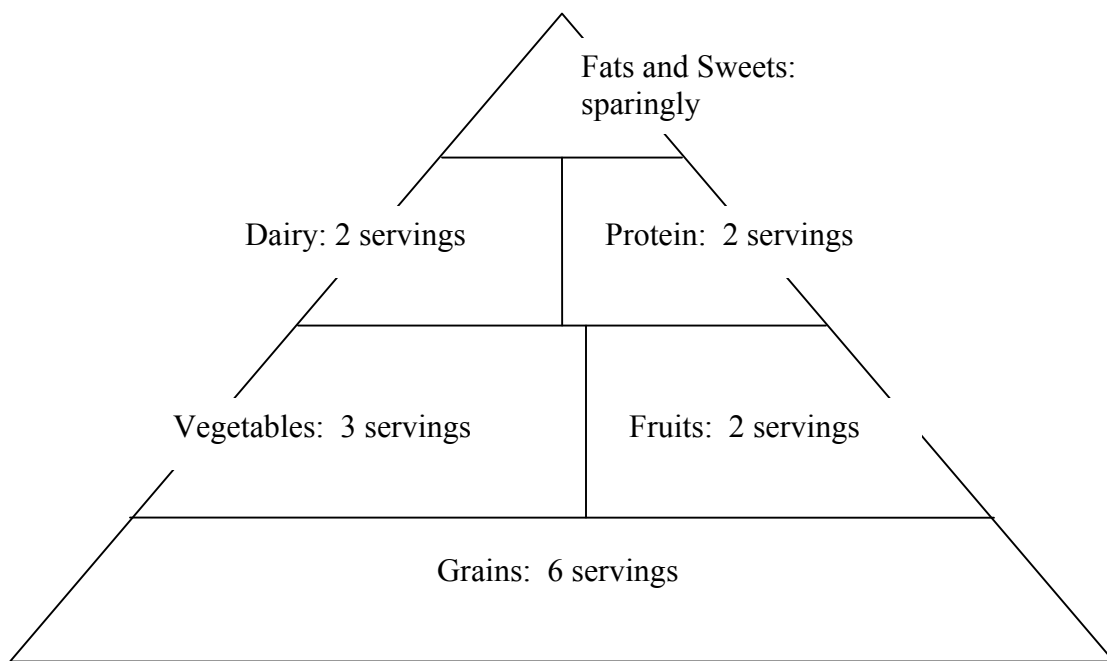 Fats and Sweets:
sparingly
Dairy: 2 servings
Protein:  2 servings
Vegetables:  3 servings
Fruits:  2 servings
Grains:  6 servings